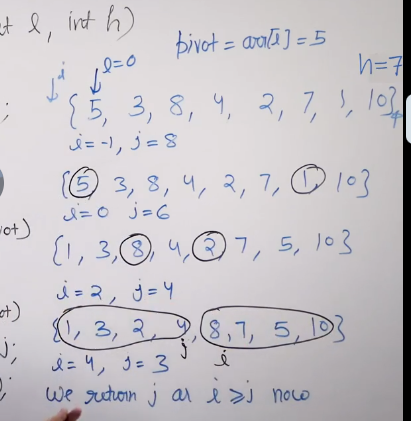 t l, int h)
pivot = arr[l] = 5
i
l=0
h=7
;
{ 5, 3, 8, 4, 2, 7, 1, 10}
i=-1, j=8
{5, 3, 8, 4, 2, 7, 1, 10}
i=0 j=6
ot)
{1, 3, 8, 4, 2, 7, 5, 10}
i=2, j=4
ot)
{1, 3, 2, 4, 8, 7, 5, 10}
j;
j i
i=4, j=3
;
We return j as i≥j now